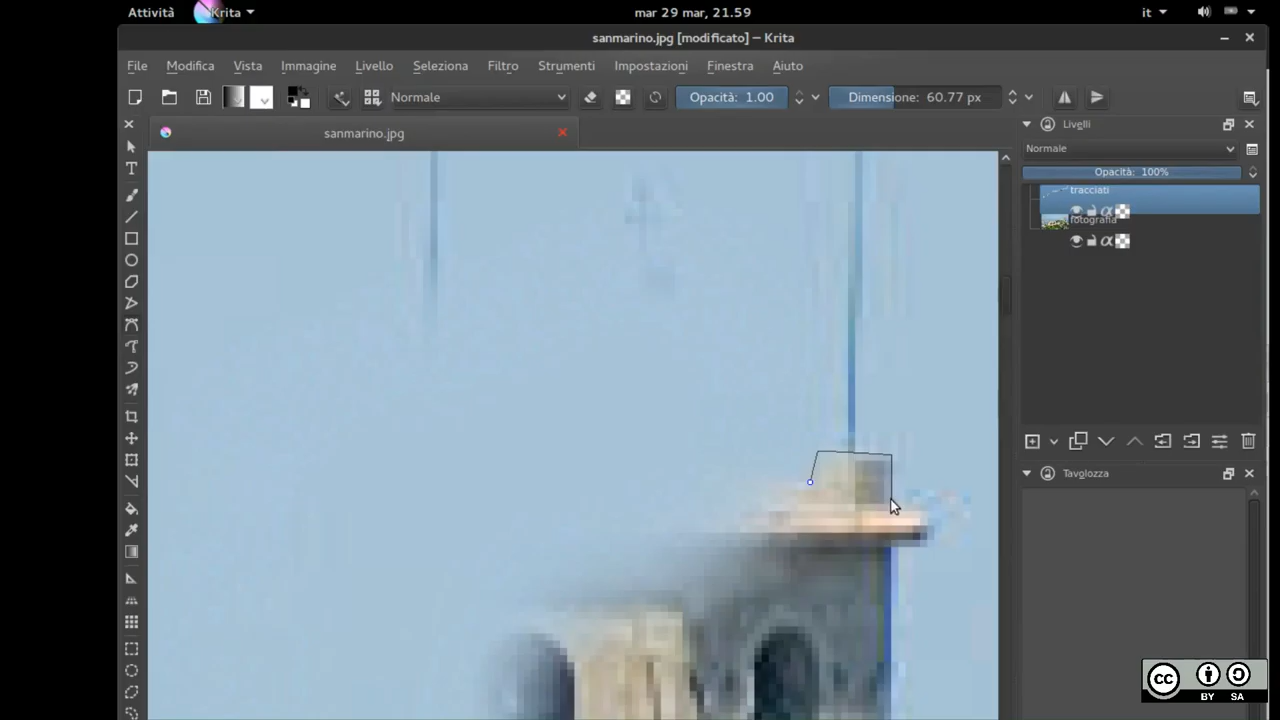 Attività Krita mar 29 mar, 21.59 it
sanmarino.jpg [modificato] – Krita
File Modifica Vista Immagine Livello Seleziona Filtro Strumenti Impostazioni Finestra Aiuto
Normale Opacità: 1.00 Dimensione: 60.77 px
sanmarino.jpg
Livelli
Normale
Opacità: 100%
tracciati
fotografia
Tavolozza
cc
BY SA